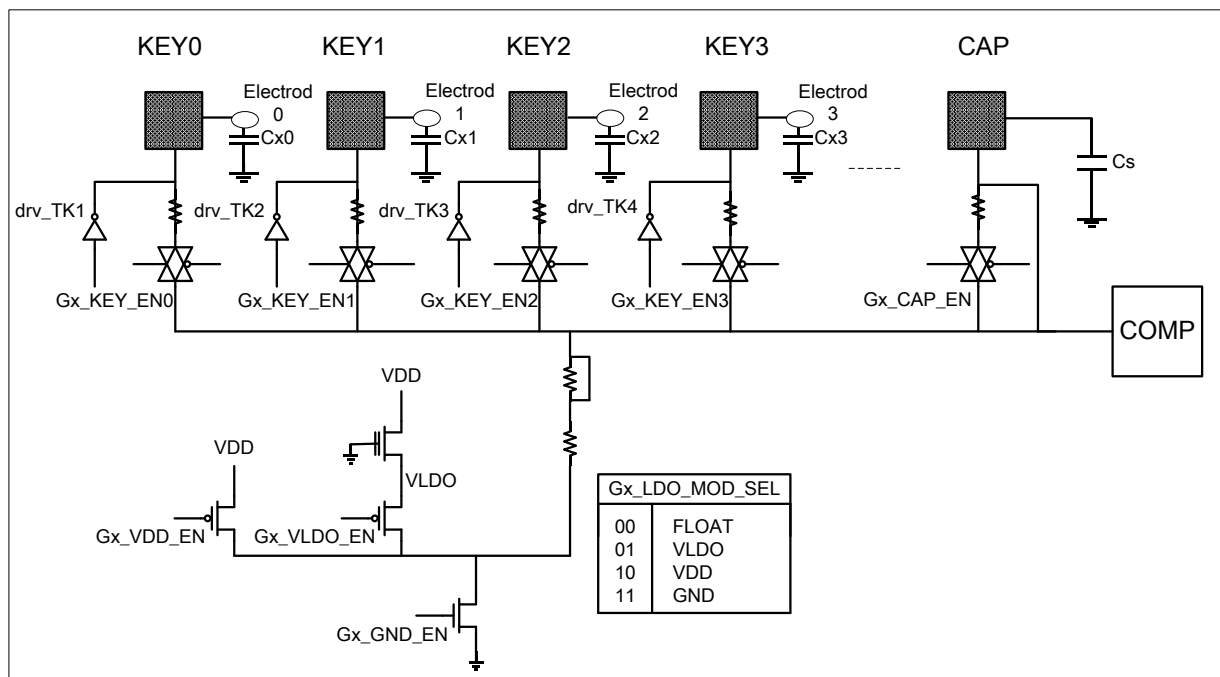 KEY0 KEY1 KEY2 KEY3 CAP
Electrod 0 Electrod 1 Electrod 2 Electrod 3
Cx0 Cx1 Cx2 Cx3 Cs
drv_TK1 drv_TK2 drv_TK3 drv_TK4
Gx_KEY_EN0 Gx_KEY_EN1 Gx_KEY_EN2 Gx_KEY_EN3 Gx_CAP_EN
COMP
VDD
VDD
VLDO
Gx_VDD_EN Gx_VLDO_EN
Gx_GND_EN
Gx_LDO_MOD_SEL
00 FLOAT
01 VLDO
10 VDD
11 GND